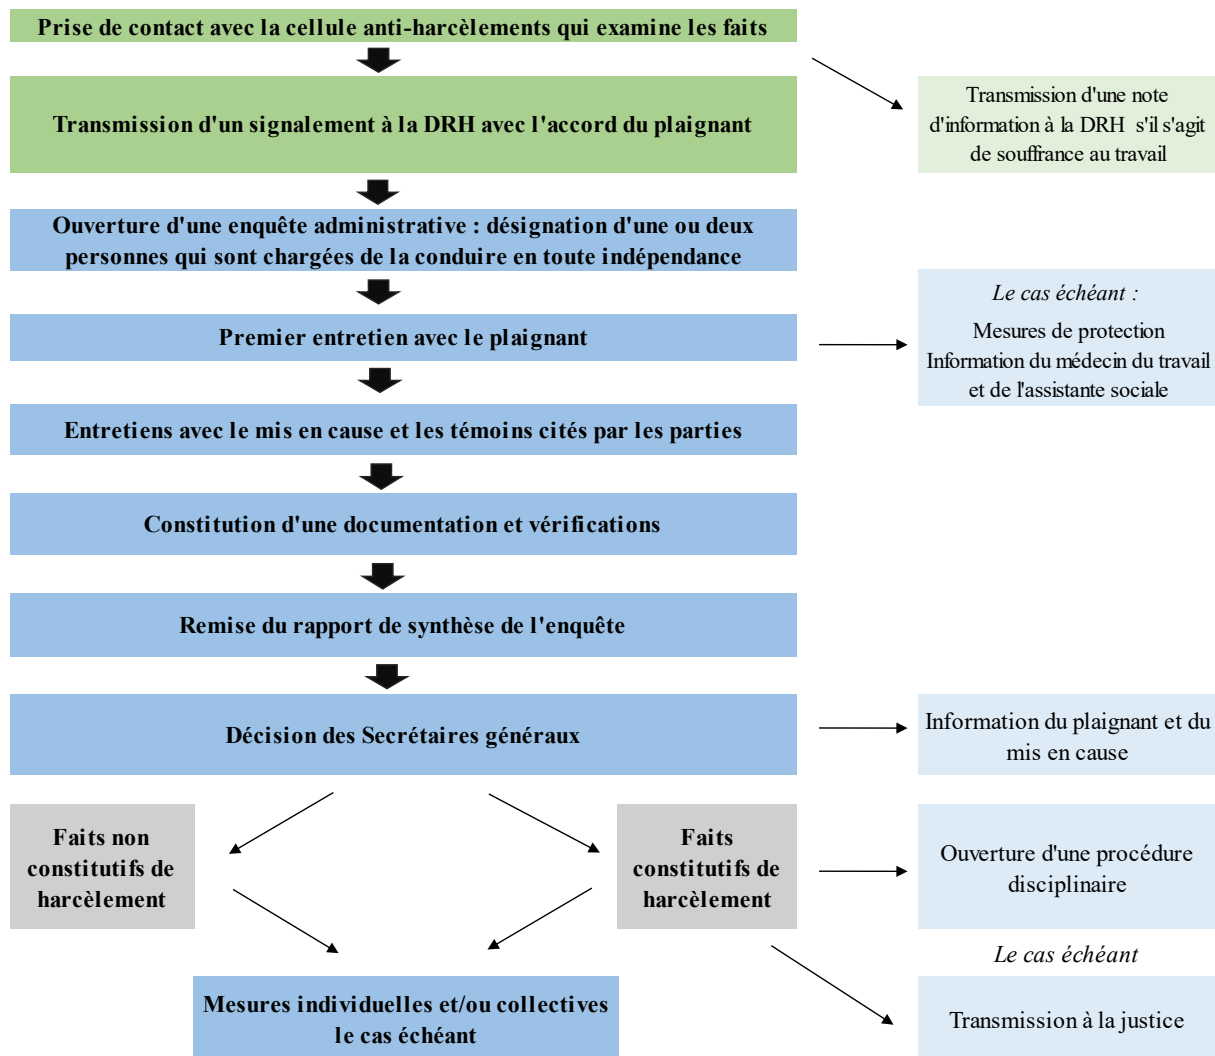 Prise de contact avec la cellule anti-harcèlements qui examine les faits
Transmission d'un signalement à la DRH avec l'accord du plaignant
Transmission d'une note
d'information à la DRH s'il s'agit
de souffrance au travail
Ouverture d'une enquête administrative : désignation d'une ou deux
personnes qui sont chargées de la conduire en toute indépendance
Premier entretien avec le plaignant
Le cas échéant :
Mesures de protection
Information du médecin du travail
et de l'assistante sociale
Entretiens avec le mis en cause et les témoins cités par les parties
Constitution d'une documentation et vérifications
Remise du rapport de synthèse de l'enquête
Décision des Secrétaires généraux
Information du plaignant et du
mis en cause
Faits non
constitutifs de
harcèlement
Faits
constitutifs de
harcèlement
Ouverture d'une procédure
disciplinaire
Le cas échéant
Mesures individuelles et/ou collectives
le cas échéant
Transmission à la justice